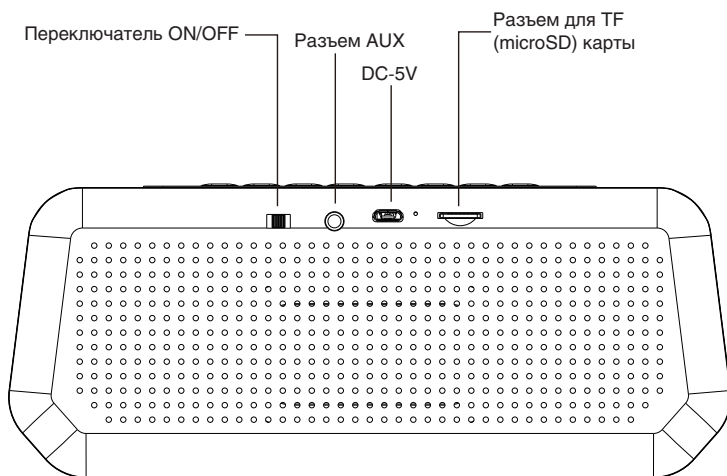 Переключатель ON/OFF
Разъем AUX
DC-5V
Разъем для TF
(microSD) карты